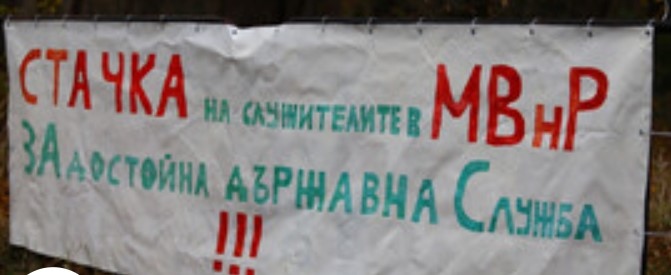 СТАЧКА НА СЛУЖИТЕЛИТЕ В МВнР
ЗА ДОСТОЙНА ДЪРЖАВНА СЛУЖБА
!!!